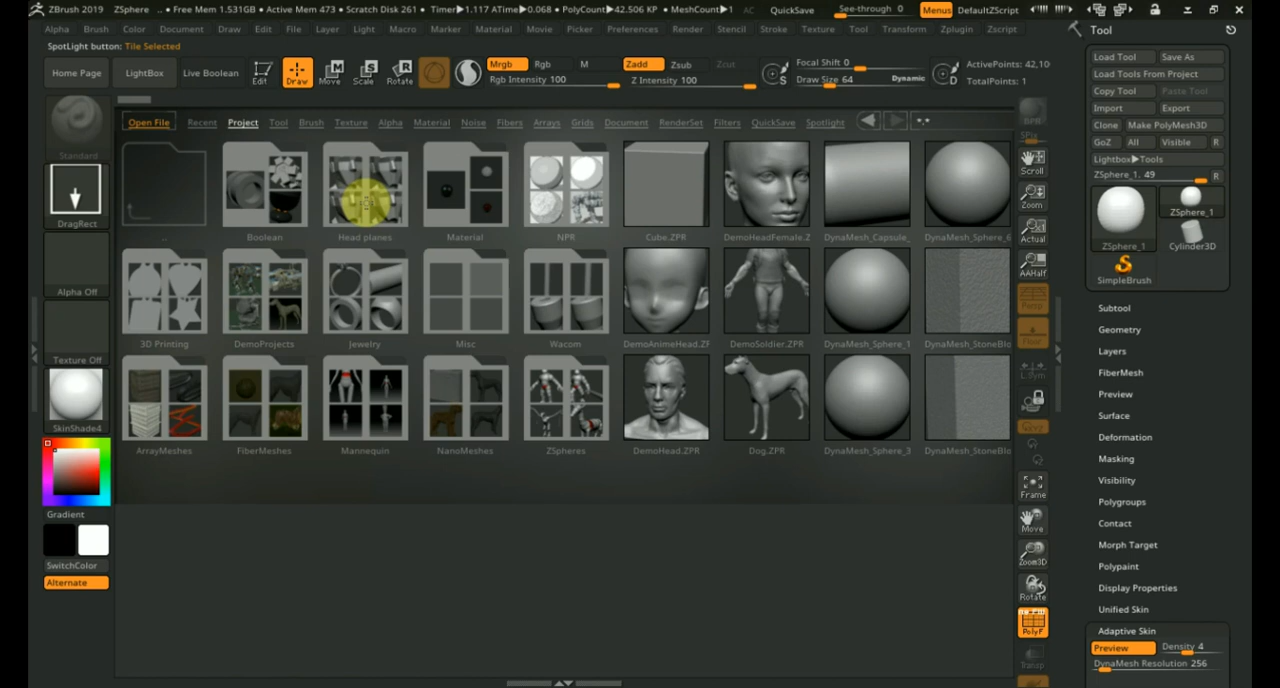 ZBrush 2019 ZSphere .. • Free Mem 1.531GB • Active Mem 473 • Scratch Disk 261 • Timer▶1.117 ATime▶0.068 • PolyCount▶42.506 KP • MeshCount▶1 AC QuickSave See-through 0 Menus DefaultZScript
Alpha Brush Color Document Draw Edit File Layer Light Macro Marker Material Movie Picker Preferences Render Stencil Stroke Texture Tool Transform Zplugin Zscript
Tool
SpotLight button: Tile Selected
Home Page LightBox Live Boolean Edit Draw Move Scale Rotate
Mrgb Rgb M Zadd Zsub Zcut
Rgb Intensity 100 Z Intensity 100
Focal Shift 0
Draw Size 64 Dynamic
ActivePoints: 42,10
TotalPoints: 1
Load Tool Save As
Load Tools From Project
Copy Tool Paste Tool
Import Export
Clone Make PolyMesh3D
GoZ All Visible R
Lightbox▶Tools
ZSphere_1. 49 R
ZSphere_1 ZSphere_1
Cylinder3D
SimpleBrush
Open File Recent Project Tool Brush Texture Alpha Material Noise Fibers Arrays Grids Document RenderSet Filters QuickSave Spotlight
.. Boolean Head planes Material NPR Cube.ZPR DemoHeadFemale.Z DynaMesh_Capsule_ DynaMesh_Sphere_6
3D Printing DemoProjects Jewelry Misc Wacom DemoAnimeHead.ZF DemoSoldier.ZPR DynaMesh_Sphere_1 DynaMesh_StoneBlo
ArrayMeshes FiberMeshes Mannequin NanoMeshes ZSpheres DemoHead.ZPR Dog.ZPR DynaMesh_Sphere_3 DynaMesh_StoneBlo
Standard
DragRect
Alpha Off
Texture Off
SkinShade4
Gradient
SwitchColor
Alternate
SPix
Scroll
Zoom
Actual
AAHalf
Persp
Floor
L.Sym
Frame
Move
Zoom3D
Rotate
PolyF
Transp
Subtool
Geometry
Layers
FiberMesh
Preview
Surface
Deformation
Masking
Visibility
Polygroups
Contact
Morph Target
Polypaint
Display Properties
Unified Skin
Adaptive Skin
Preview Density 4
DynaMesh Resolution 256